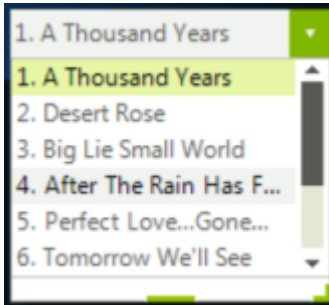 1. A Thousand Years
1. A Thousand Years
2. Desert Rose
3. Big Lie Small World
4. After The Rain Has F...
5. Perfect Love...Gone...
6. Tomorrow We'll See